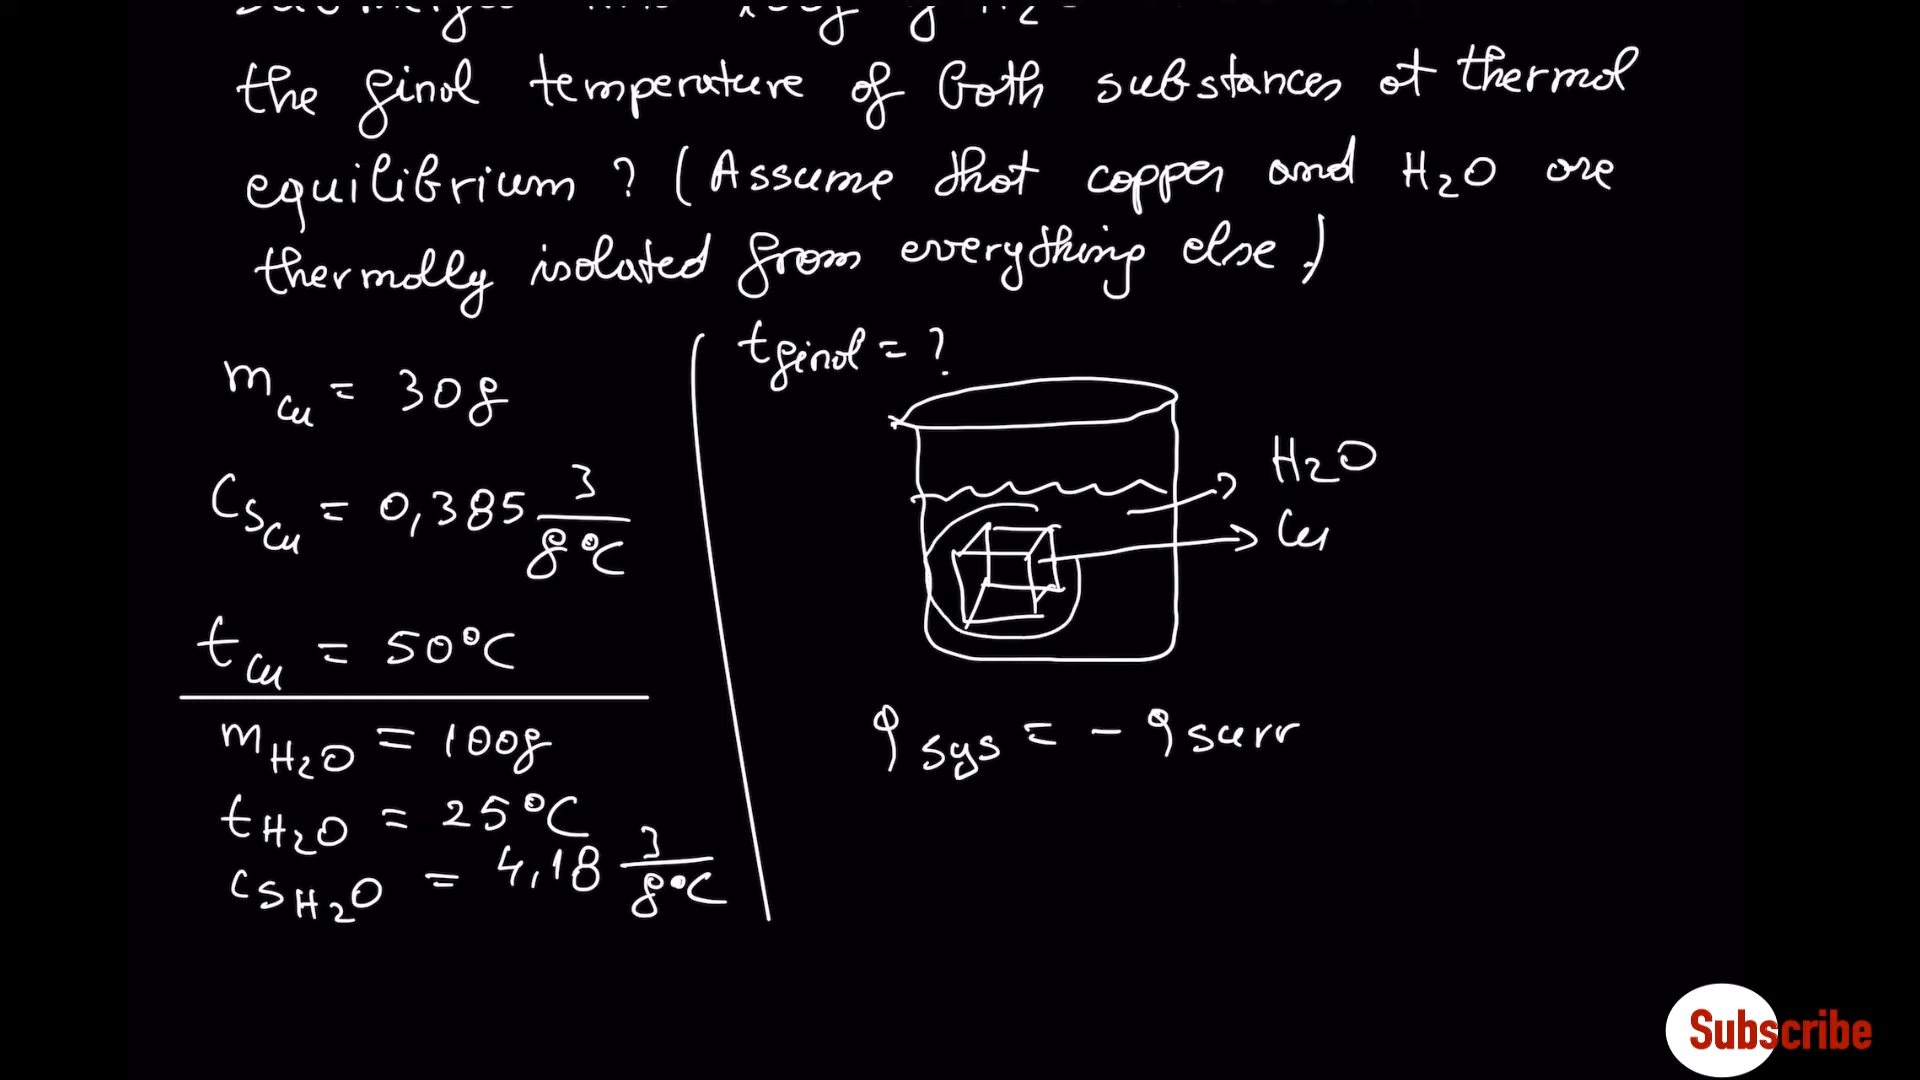 the final temperature of both substances at thermal
equilibrium ? (Assume that copper and H₂O are
thermally isolated from everything else.)
m_Cu = 30g
Cs_Cu = 0,385 J/g°C
t_Cu = 50°C
m_H₂O = 100g
t_H₂O = 25°C
Cs_H₂O = 4,18 J/g°C
t_final = ?
H₂O
Cu
q_sys = - q_surr
Subscribe